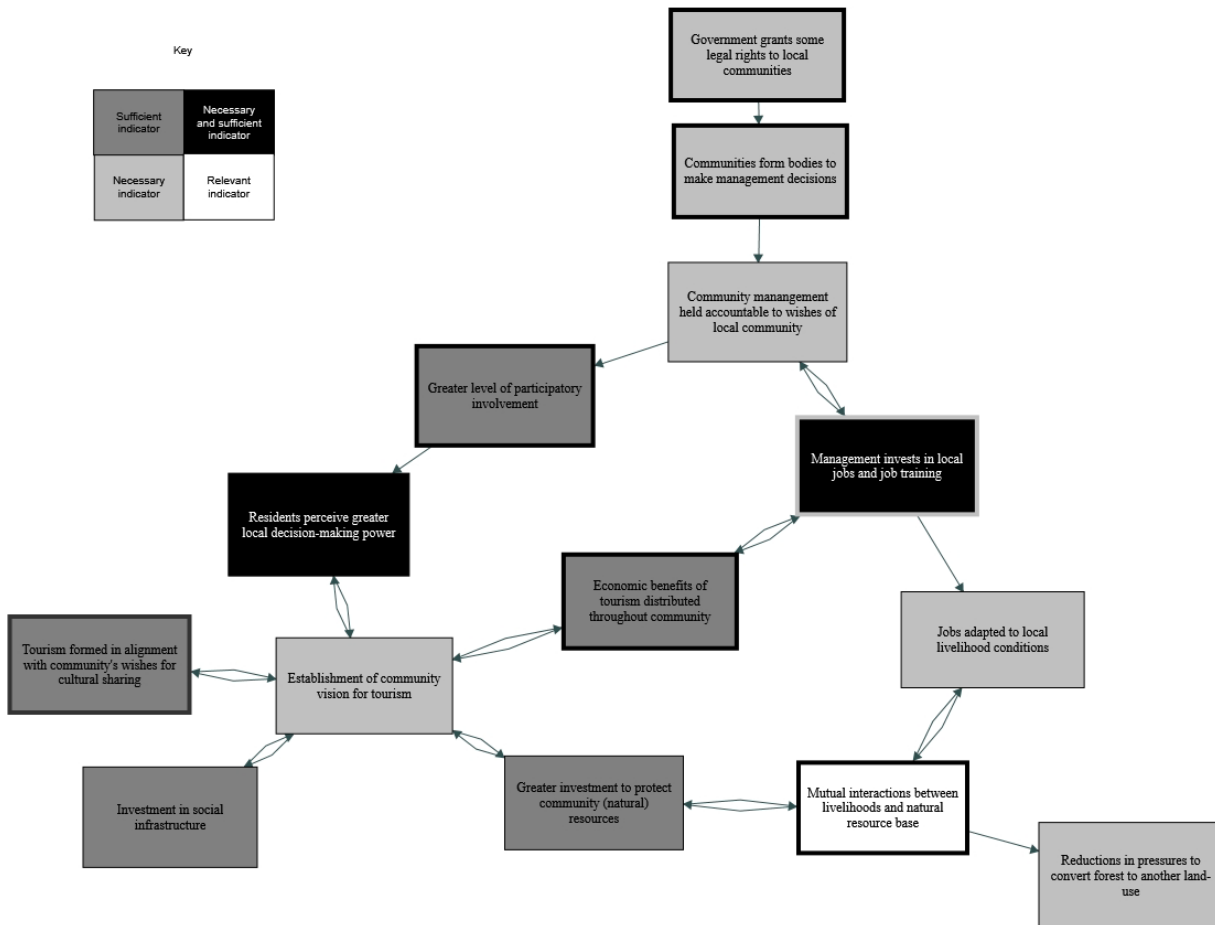 Government grants some
legal rights to local
communities
Key
Sufficient
indicator
Necessary
and sufficient
indicator
Necessary
indicator
Relevant
indicator
Communities form bodies to
make management decisions
Community manangement
held accountable to wishes of
local community
Greater level of participatory
involvement
Management invests in local
jobs and job training
Residents perceive greater
local decision-making power
Economic benefits of
tourism distributed
throughout community
Jobs adapted to local
livelihood conditions
Tourism formed in alignment
with community's wishes for
cultural sharing
Establishment of community
vision for tourism
Investment in social
infrastructure
Greater investment to protect
community (natural)
resources
Mutual interactions between
livelihoods and natural
resource base
Reductions in pressures to
convert forest to another land-
use